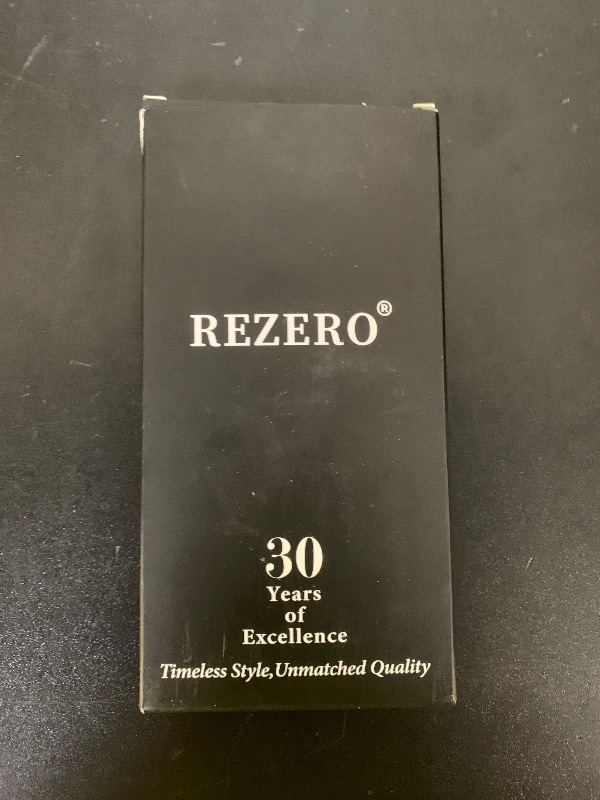 REZERO®
30
Years
of
Excellence
Timeless Style,Unmatched Quality